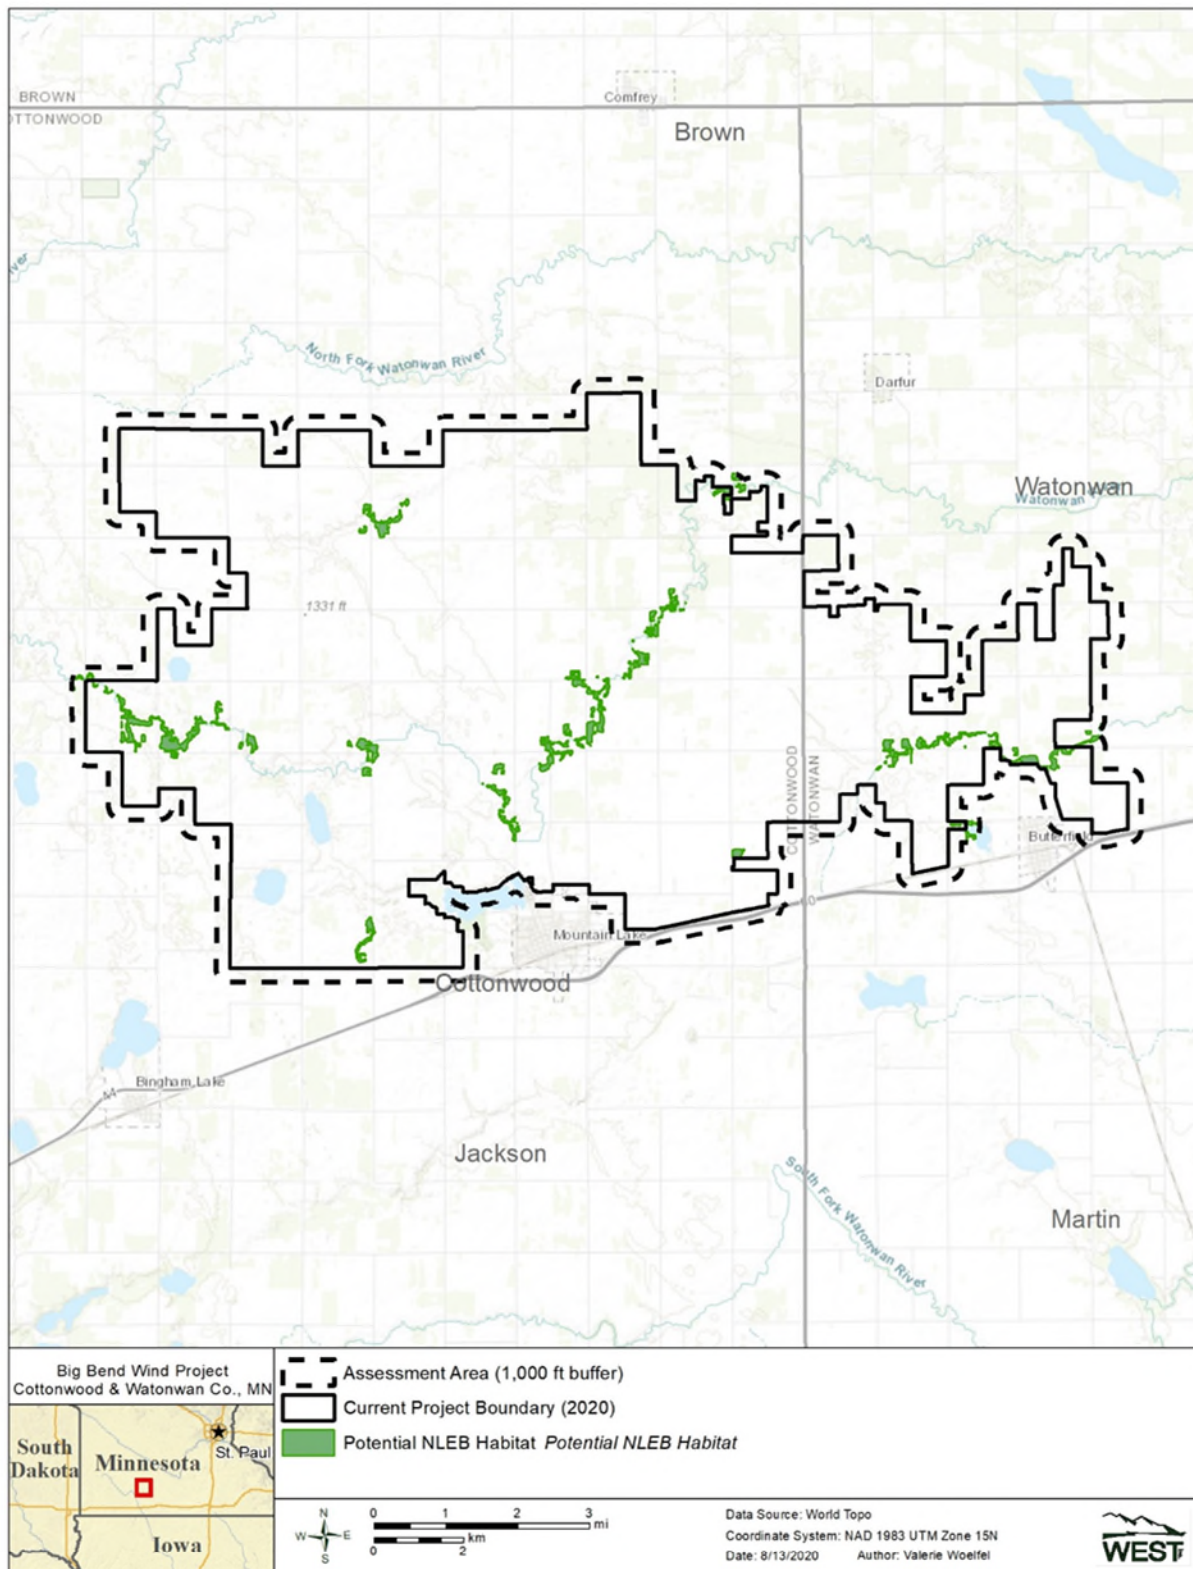 BROWN
OTTONWOOD
Comfrey
Brown
iver
North Fork Watonwan River
Darfur
Watonwan
Watonwan
1331 ft
COTTONWOOD
WATONWAN
Butterfield
Mountain Lake
Cottonwood
Bingham Lake
Jackson
South Fork Watonwan River
Martin
Big Bend Wind Project
Cottonwood & Watonwan Co., MN
South
Dakota
Minnesota
St. Paul
Iowa
Assessment Area (1,000 ft buffer)
Current Project Boundary (2020)
Potential NLEB Habitat Potential NLEB Habitat
N
W E
S
0 1 2 3
mi
km
0 2
Data Source: World Topo
Coordinate System: NAD 1983 UTM Zone 15N
Date: 8/13/2020 Author: Valerie Woelfel
WEST